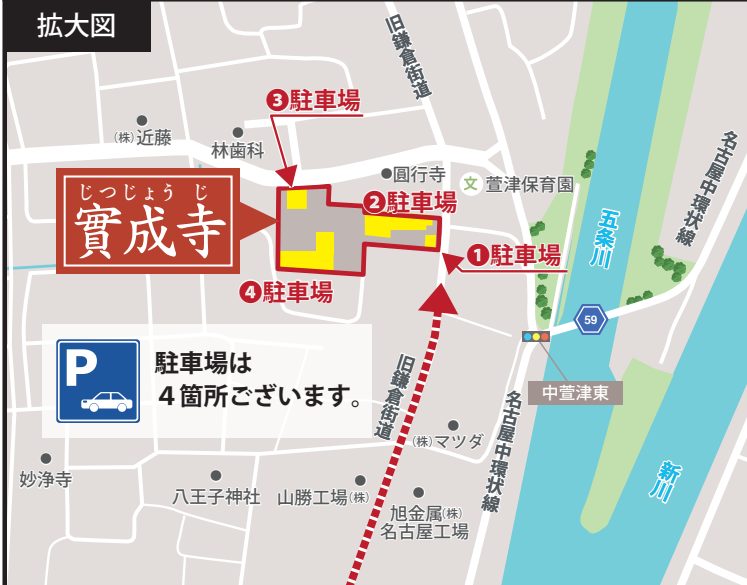 拡大図
旧鎌倉街道
❸駐車場
(株)近藤
林歯科
圓行寺
文 萱津保育園
名古屋中環状線
じつじょう じ
實成寺
❷駐車場
五条川
❶駐車場
❹駐車場
59
P
駐車場は
４箇所ございます。
旧鎌倉街道
中萱津東
名古屋中環状線
(株)マツダ
妙浄寺
八王子神社
山勝工場(株)
旭金属(株)
名古屋工場
新川